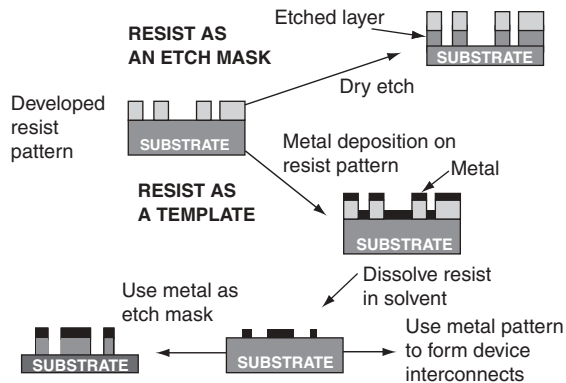 Etched layer
RESIST AS
AN ETCH MASK
SUBSTRATE
Dry etch
Developed
resist
pattern
SUBSTRATE
Metal deposition on
resist pattern
Metal
RESIST AS
A TEMPLATE
SUBSTRATE
Dissolve resist
in solvent
Use metal as
etch mask
SUBSTRATE
SUBSTRATE
Use metal pattern
to form device
interconnects